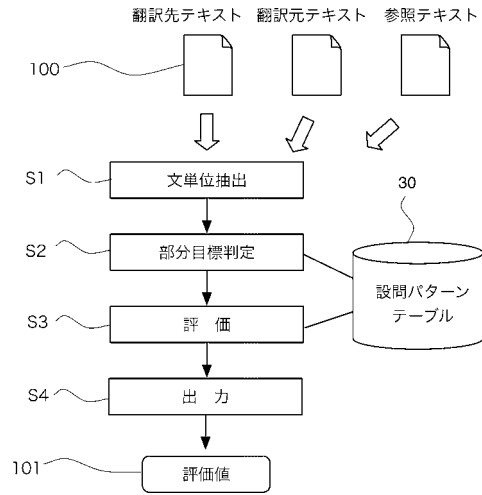 翻訳先テキスト 翻訳元テキスト 参照テキスト
100
S1 文単位抽出
30
S2 部分目標判定
設問パターン
テーブル
S3 評 価
S4 出 力
101 評価値